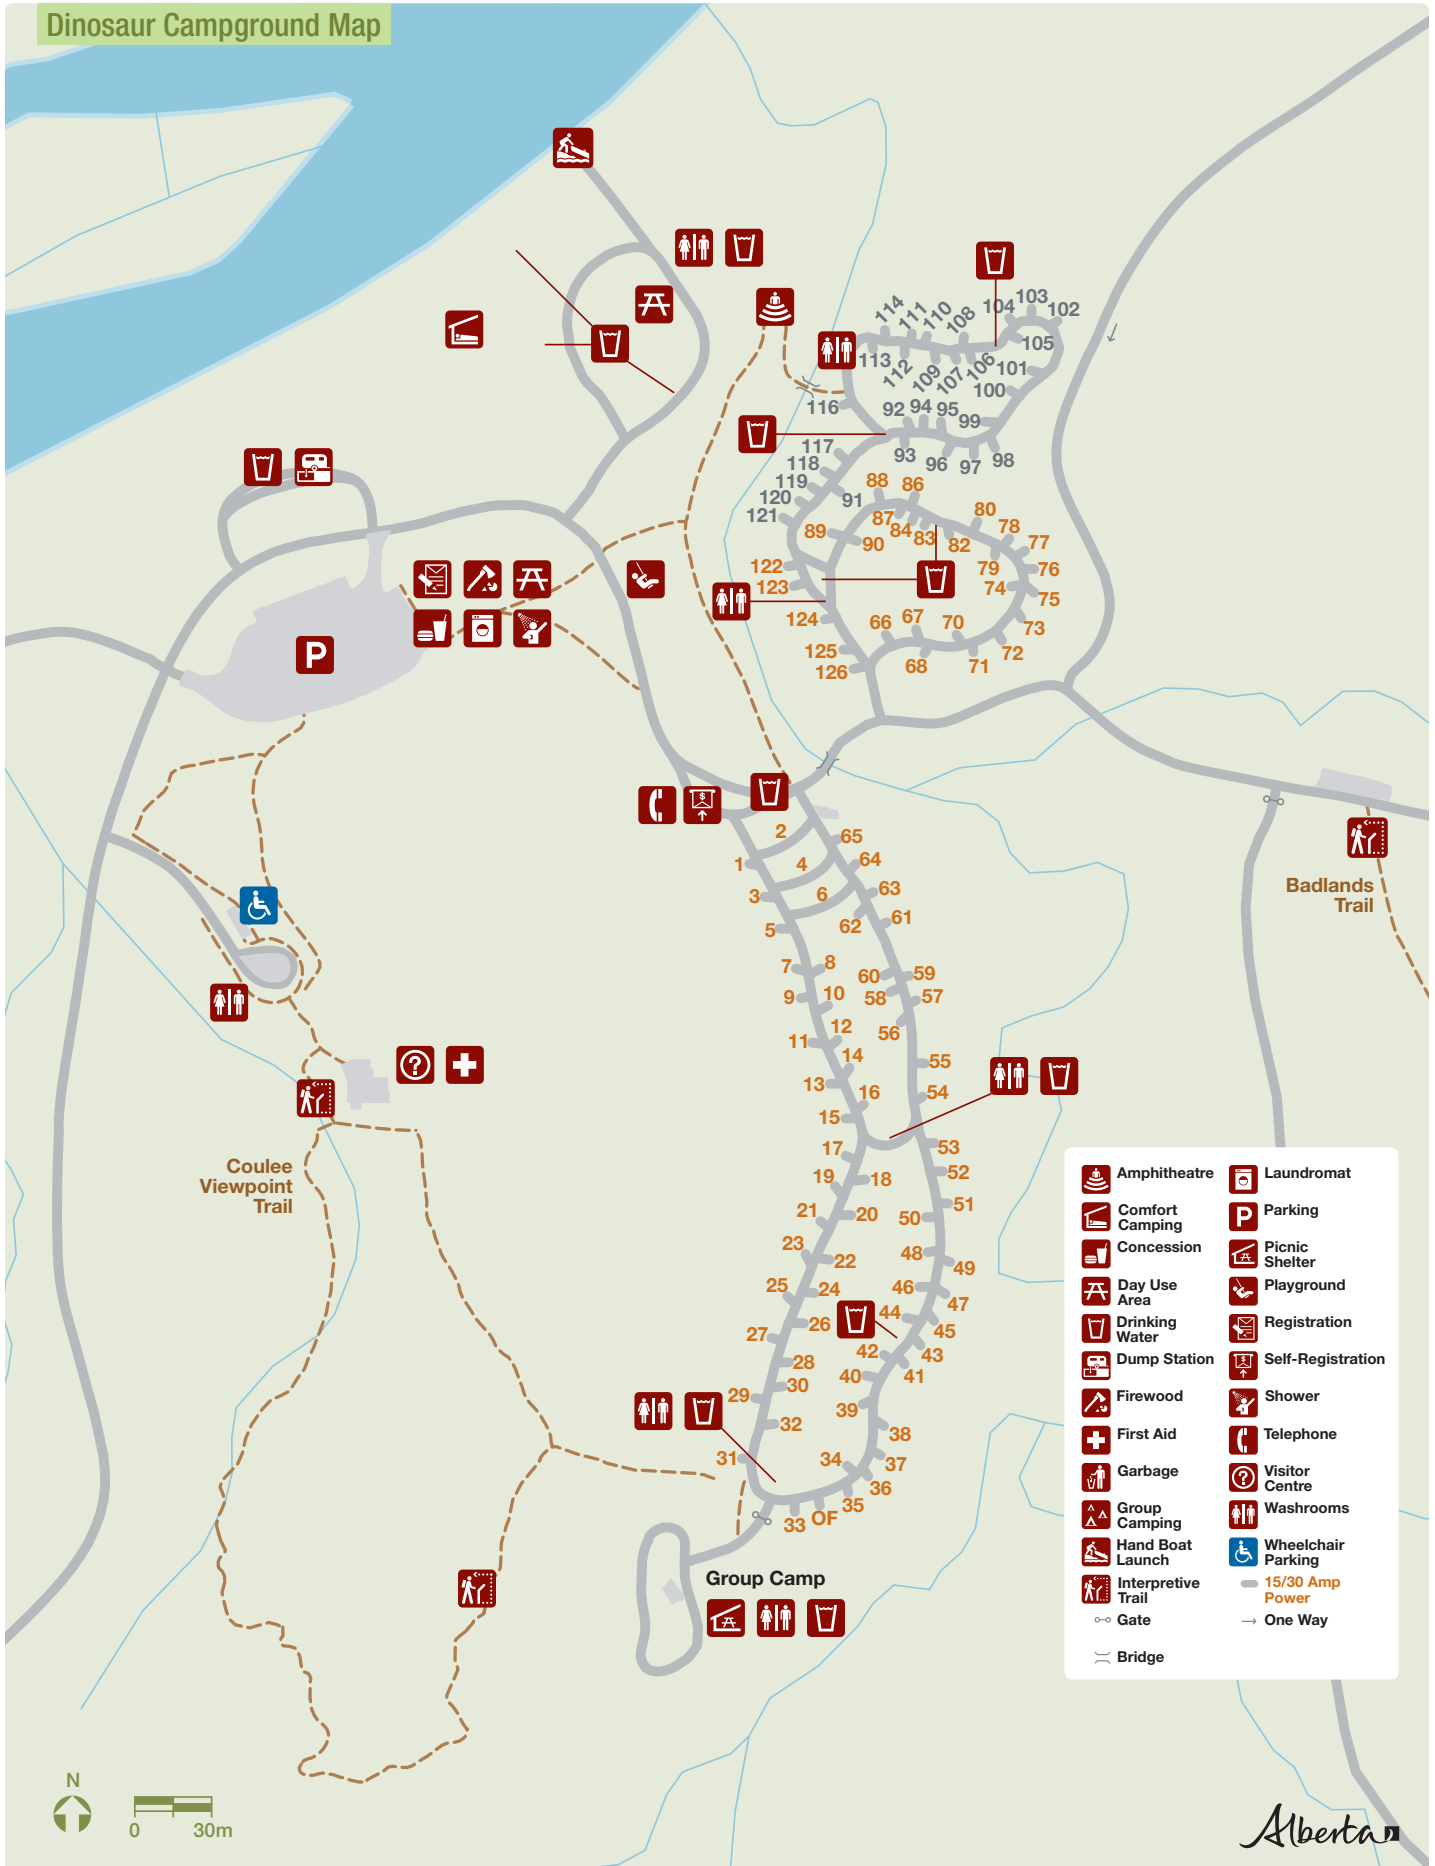 Dinosaur Campground Map
114
111
110
108
104
103
102
113
112
109
107
106
105
101
100
116
92
94
95
99
117
118
119
120
121
93
96
97
98
91
88
86
87
84
83
82
80
78
77
89
90
79
76
122
123
74
75
124
66
67
70
73
125
126
68
71
72
P
$
2
65
1
4
64
3
6
63
5
62
61
7
8
60
59
9
10
58
57
11
12
56
14
55
13
16
54
15
17
53
19
18
52
21
20
50
51
23
22
48
49
25
24
46
47
27
26
44
45
28
42
43
29
30
40
41
32
39
38
31
34
37
36
33
OF
35
Badlands
Trail
?
Coulee
Viewpoint
Trail
Group Camp
Amphitheatre
Comfort
Camping
Concession
Day Use
Area
Drinking
Water
Dump Station
Firewood
First Aid
Garbage
Group
Camping
Hand Boat
Launch
Interpretive
Trail
Gate
Bridge
Laundromat
P
Parking
Picnic
Shelter
Playground
Registration
$
Self-Registration
Shower
Telephone
?
Visitor
Centre
Washrooms
Wheelchair
Parking
15/30 Amp
Power
One Way
N
0 30m
Alberta